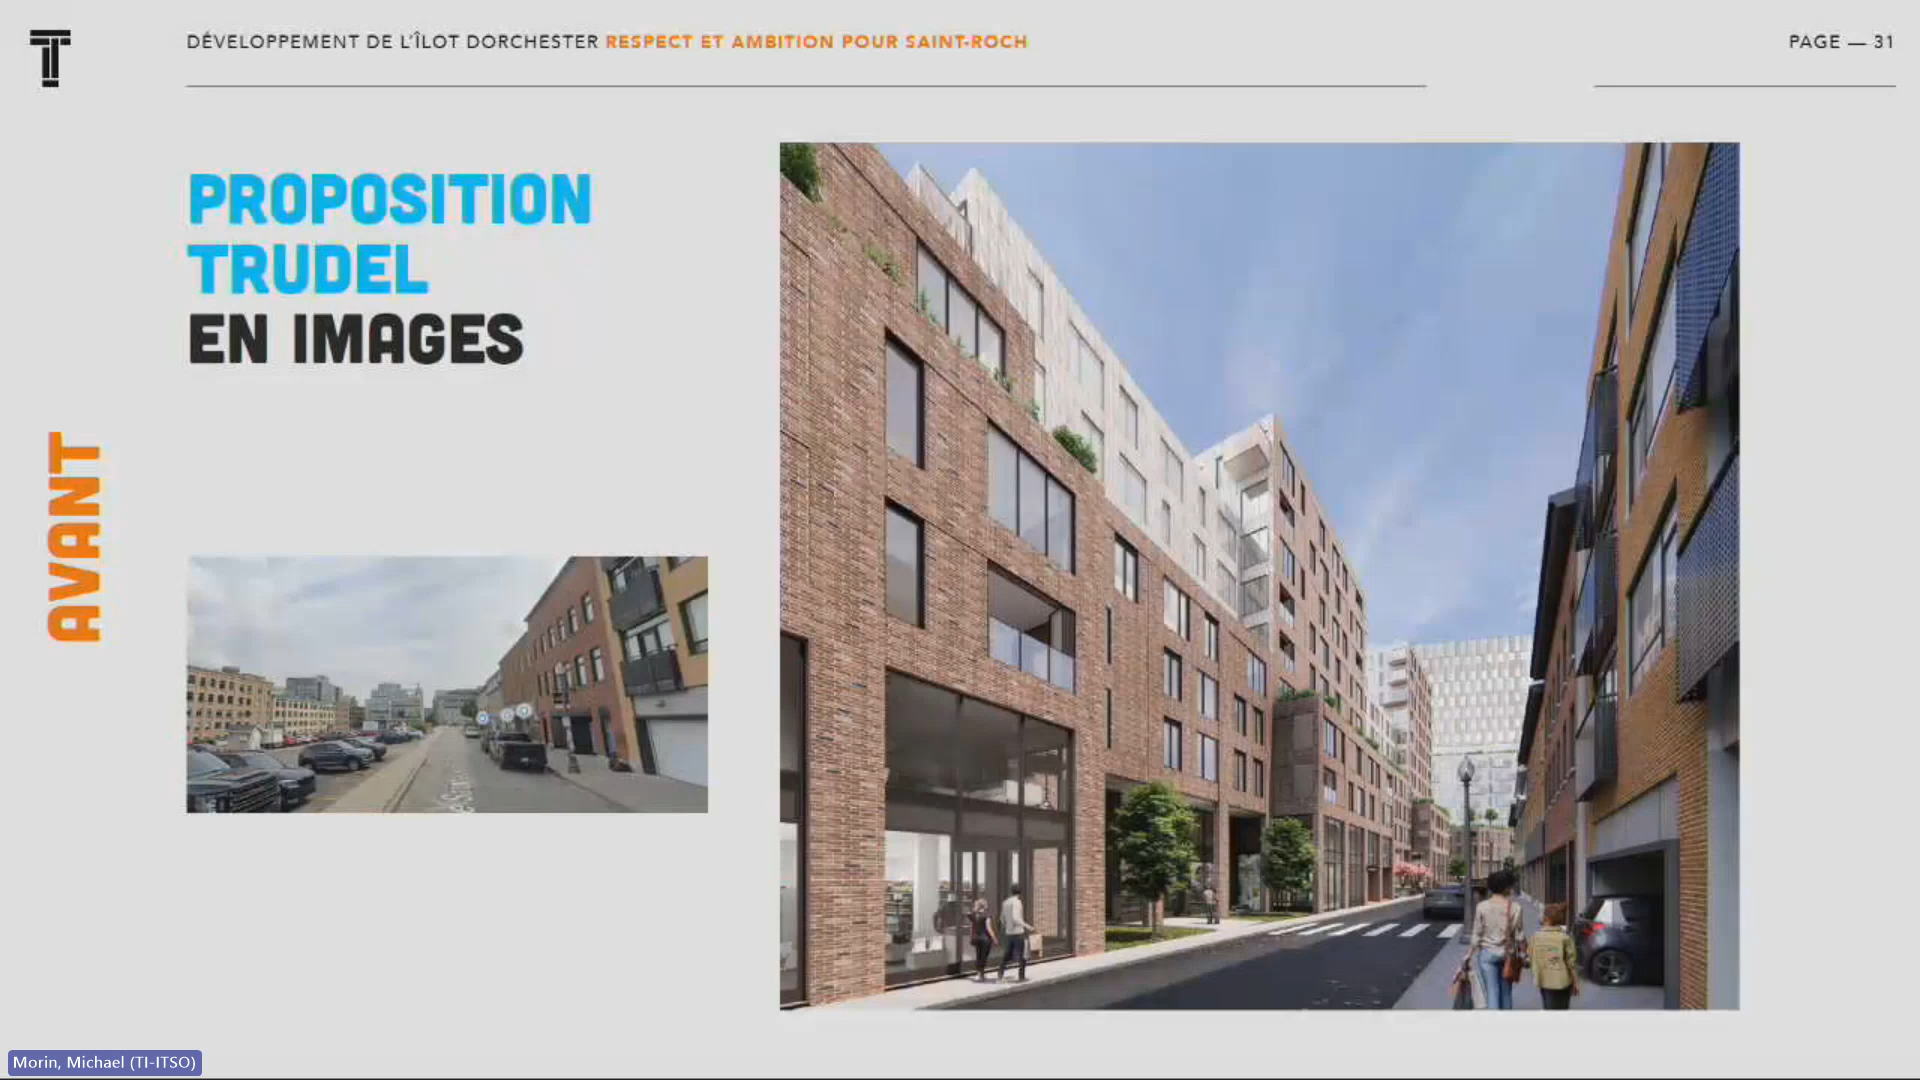 DÉVELOPPEMENT DE L'ÎLOT DORCHESTER RESPECT ET AMBITION POUR SAINT-ROCH
PAGE — 31
PROPOSITION
TRUDEL
EN IMAGES
AVANT
Morin, Michael (TI-ITSO)